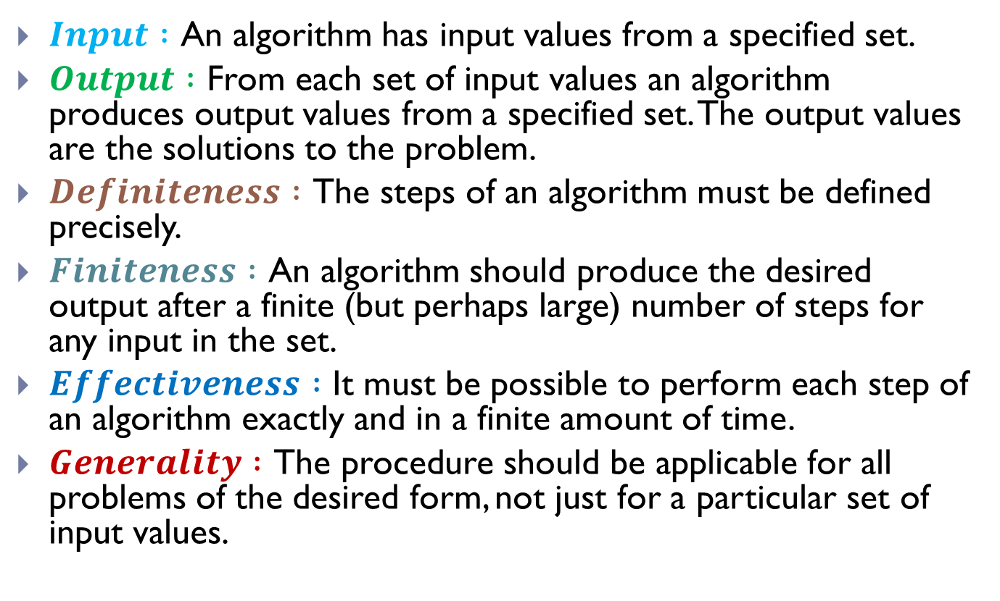 Input : An algorithm has input values from a specified set.
Output : From each set of input values an algorithm
produces output values from a specified set. The output values
are the solutions to the problem.
Definiteness : The steps of an algorithm must be defined
precisely.
Finiteness : An algorithm should produce the desired
output after a finite (but perhaps large) number of steps for
any input in the set.
Effectiveness : It must be possible to perform each step of
an algorithm exactly and in a finite amount of time.
Generality : The procedure should be applicable for all
problems of the desired form, not just for a particular set of
input values.